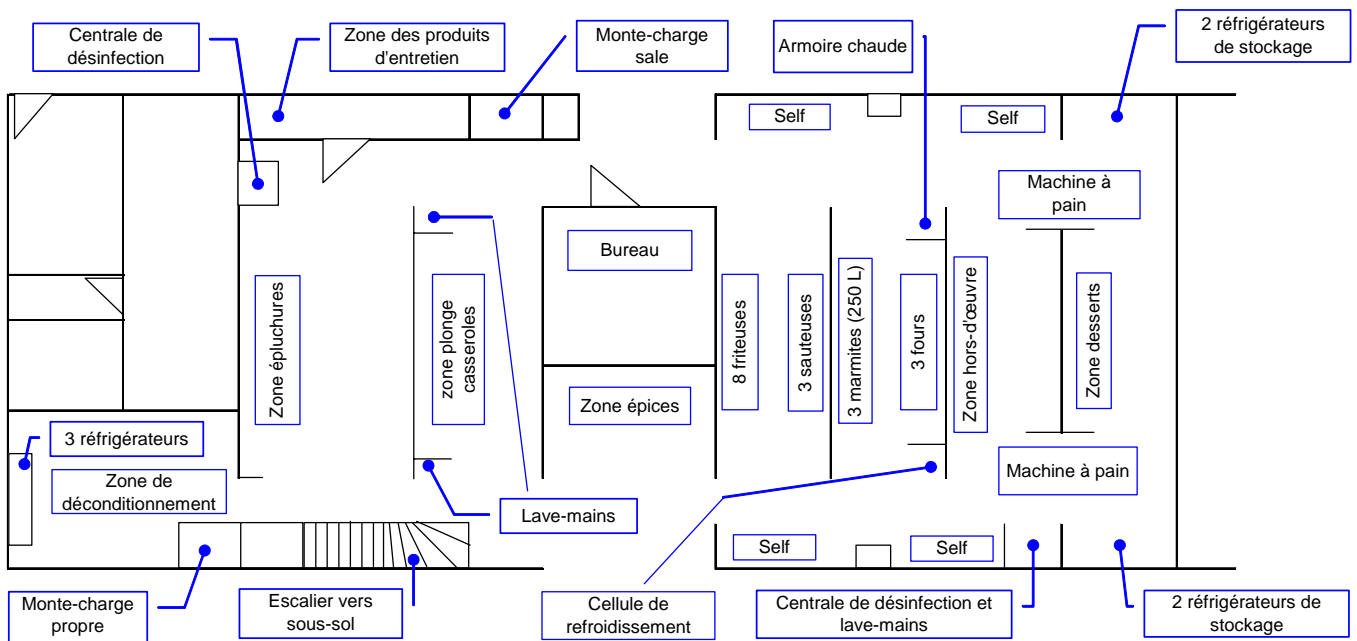 Centrale de
désinfection
Zone des produits
d'entretien
Monte-charge
sale
Armoire chaude
2 réfrigérateurs
de stockage
Self
Self
Machine à
pain
Bureau
Zone épluchures
zone plonge
casseroles
8 friteuses
3 sauteuses
3 marmites (250 L)
3 fours
Zone hors-d'œuvre
Zone desserts
Zone épices
3 réfrigérateurs
Zone de
déconditionnement
Machine à pain
Lave-mains
Self
Self
Monte-charge
propre
Escalier vers
sous-sol
Cellule de
refroidissement
Centrale de désinfection et
lave-mains
2 réfrigérateurs de
stockage